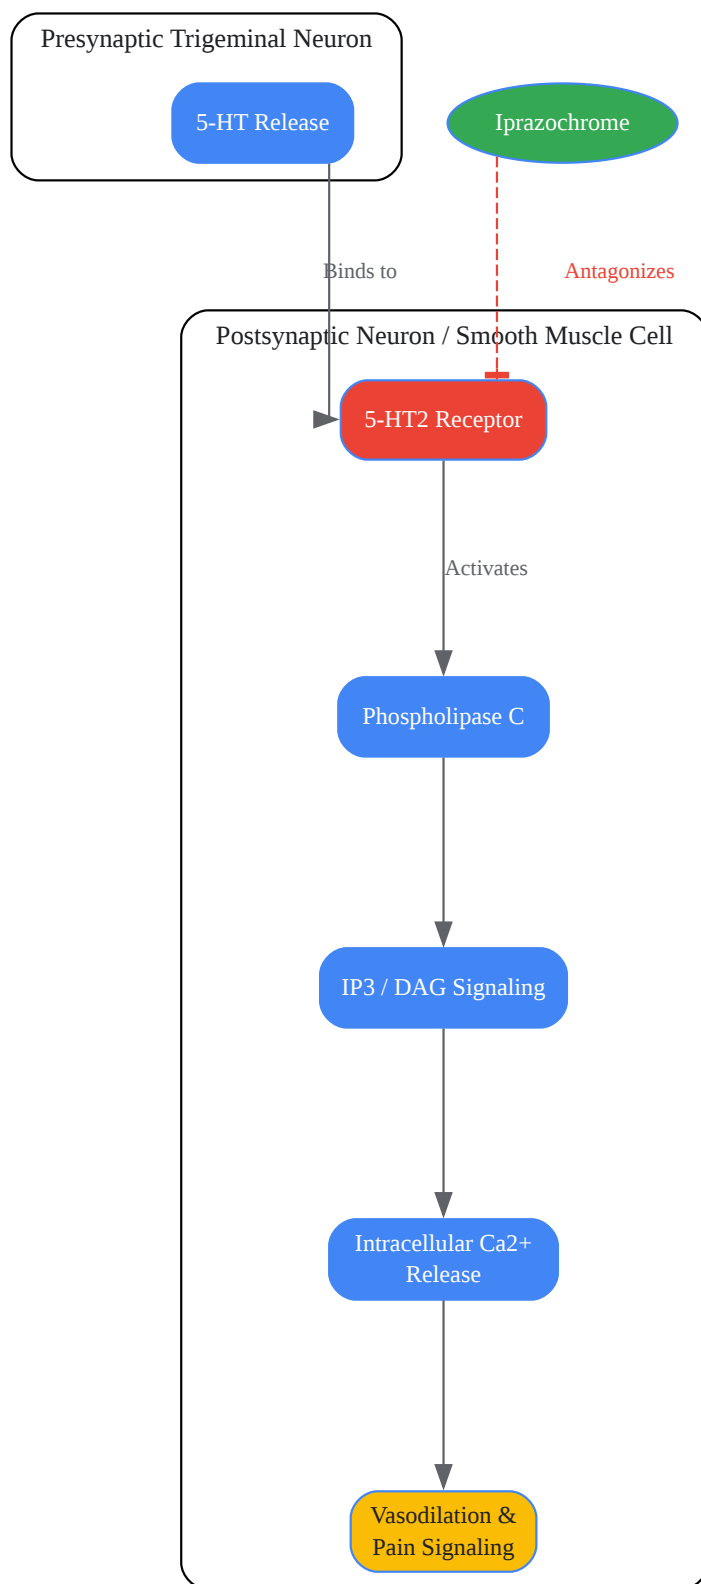 Presynaptic Trigeminal Neuron
5-HT Release
Iprazochrome
Binds to
Antagonizes
Postsynaptic Neuron / Smooth Muscle Cell
5-HT2 Receptor
Activates
Phospholipase C
IP3 / DAG Signaling
Intracellular Ca2+
Release
Vasodilation &
Pain Signaling